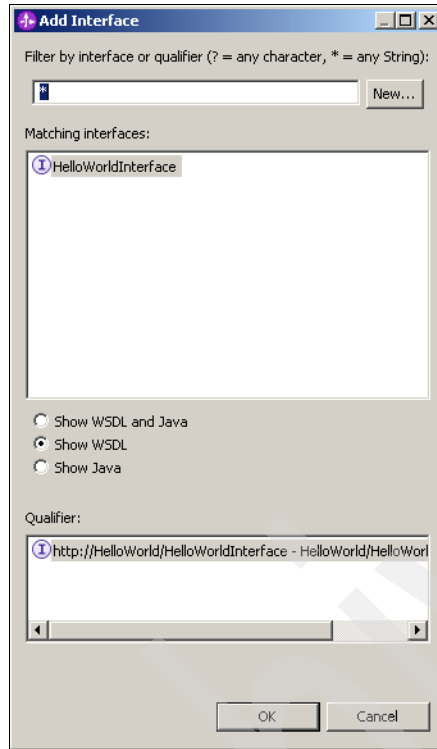 Add Interface
Filter by interface or qualifier (? = any character, * = any String):
*
New...
Matching interfaces:
HelloWorldInterface
Show WSDL and Java
Show WSDL
Show Java
Qualifier:
http://HelloWorld/HelloWorldInterface - HelloWorld/HelloWorl
OK
Cancel